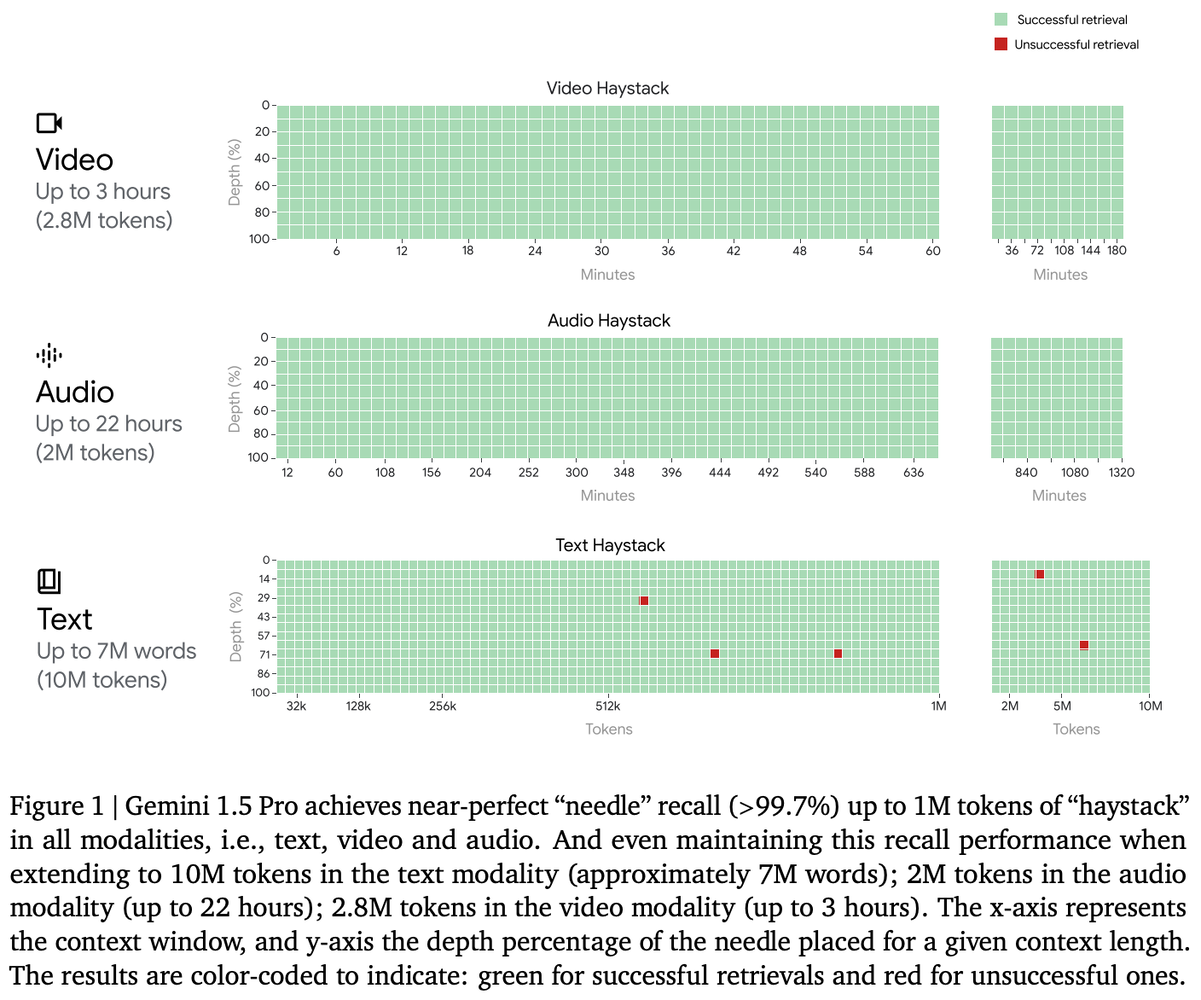 Successful retrieval
Unsuccessful retrieval
Video Haystack
Video
Up to 3 hours
(2.8M tokens)
Depth (%)
0
20
40
60
80
100
6 12 18 24 30 36 42 48 54 60
Minutes
36 72 108 144 180
Minutes
Audio Haystack
Audio
Up to 22 hours
(2M tokens)
Depth (%)
0
20
40
60
80
100
12 60 108 156 204 252 300 348 396 444 492 540 588 636
Minutes
840 1080 1320
Minutes
Text Haystack
Text
Up to 7M words
(10M tokens)
Depth (%)
0
14
29
43
57
71
86
100
32k 128k 256k 512k 1M
Tokens
2M 5M 10M
Tokens
Figure 1 | Gemini 1.5 Pro achieves near-perfect “needle” recall (>99.7%) up to 1M tokens of “haystack”
in all modalities, i.e., text, video and audio. And even maintaining this recall performance when
extending to 10M tokens in the text modality (approximately 7M words); 2M tokens in the audio
modality (up to 22 hours); 2.8M tokens in the video modality (up to 3 hours). The x-axis represents
the context window, and y-axis the depth percentage of the needle placed for a given context length.
The results are color-coded to indicate: green for successful retrievals and red for unsuccessful ones.